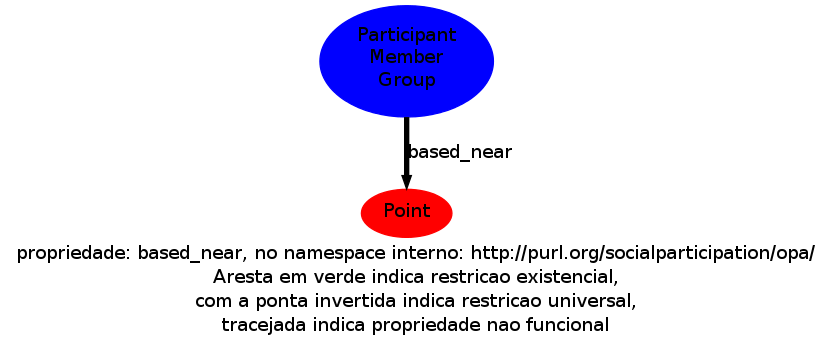 Participant
Member
Group
based_near
Point
propriedade: based_near, no namespace interno: http://purl.org/socialparticipation/opa/
Aresta em verde indica restricao existencial,
com a ponta invertida indica restricao universal,
tracejada indica propriedade nao funcional